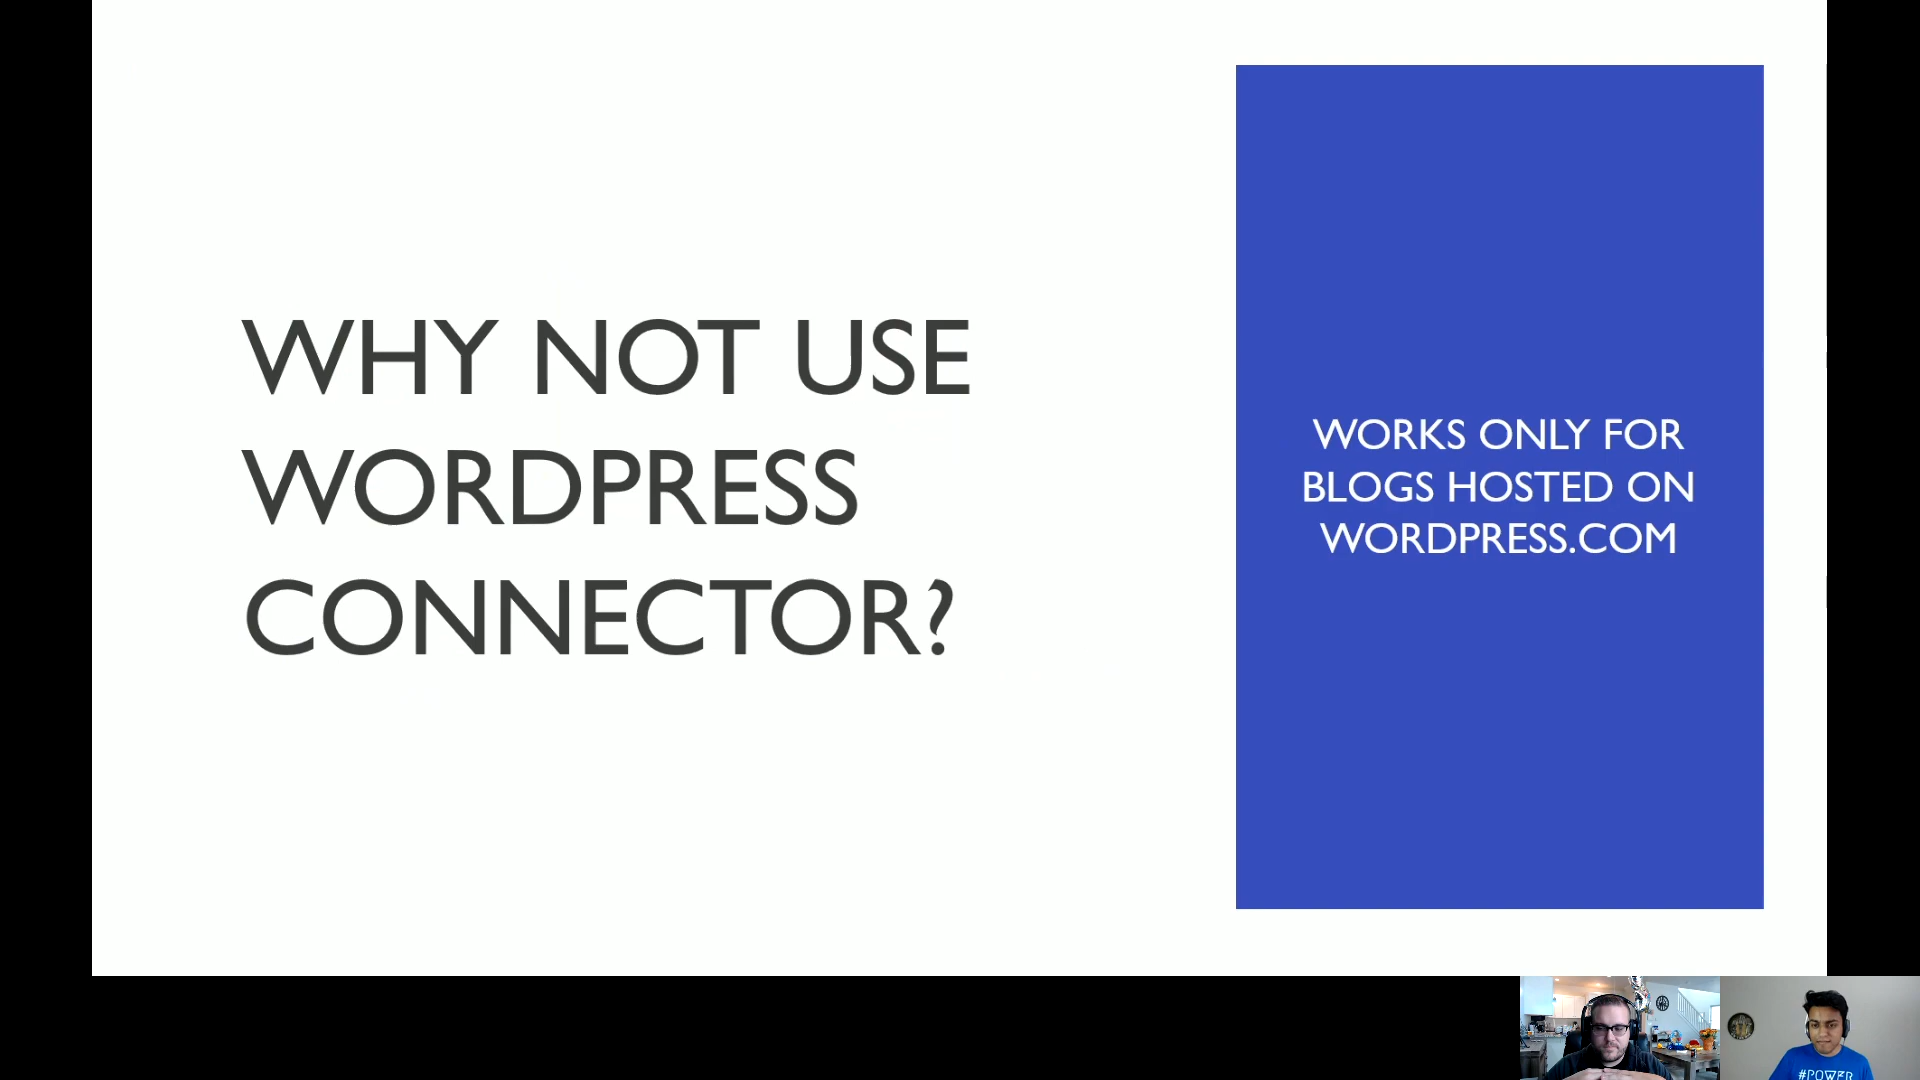 WHY NOT USE
WORDPRESS
CONNECTOR?
WORKS ONLY FOR
BLOGS HOSTED ON
WORDPRESS.COM
#POWER